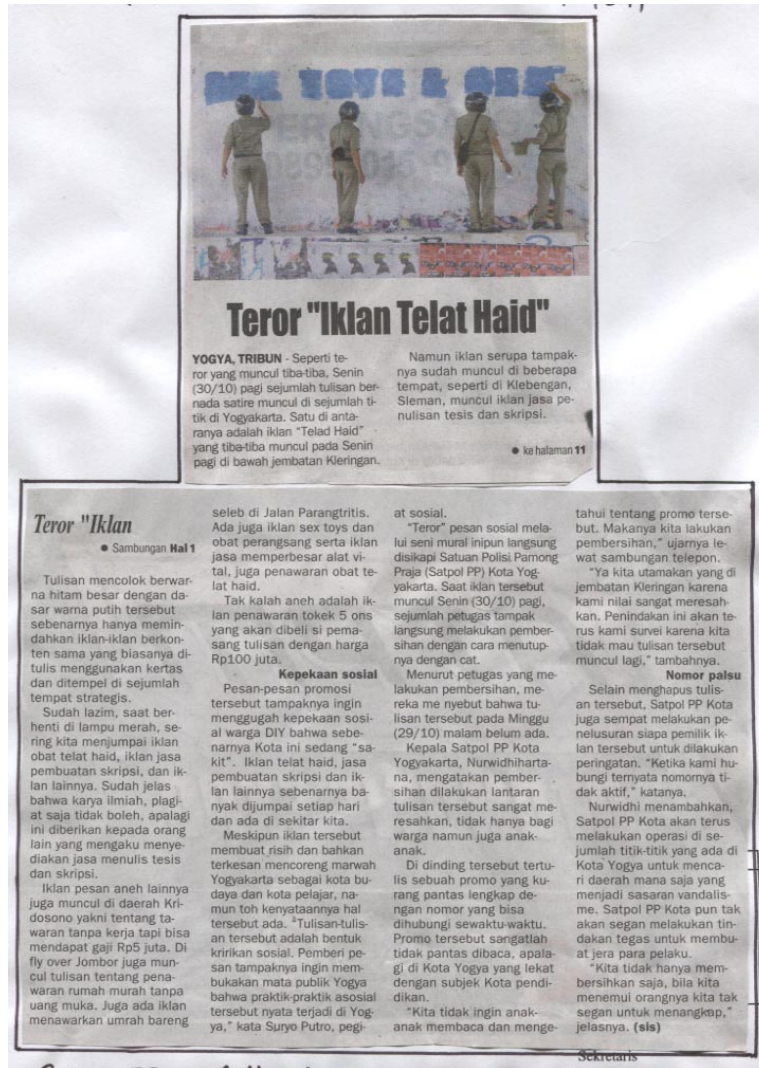 TOYS &
Teror "Iklan Telat Haid"
YOGYA, TRIBUN - Seperti te-
ror yang muncul tiba-tiba, Senin
(30/10) pagi sejumlah tulisan ber-
nada satire muncul di sejumlah ti-
tik di Yogyakarta. Satu di anta-
ranya adalah iklan "Telad Haid"
yang tiba-tiba muncul pada Senin
pagi di bawah jembatan Kleringan.
Namun iklan serupa tampak-
nya sudah muncul di beberapa
tempat, seperti di Klebengan,
Sleman, muncul iklan jasa pe-
nulisan tesis dan skripsi.
● ke halaman 11
Teror "Iklan
● Sambungan Hal 1
Tulisan mencolok berwar-
na hitam besar dengan da-
sar warna putih tersebut
sebenarnya hanya memin-
dahkan iklan-iklan berkon-
ten sama yang biasanya di-
tulis menggunakan kertas
dan ditempel di sejumlah
tempat strategis.
Sudah lazim, saat ber-
henti di lampu merah, se-
ring kita menjumpai iklan
obat telat haid, iklan jasa
pembuatan skripsi, dan ik-
lan lainnya. Sudah jelas
bahwa karya ilmiah, plagi-
at saja tidak boleh, apalagi
ini diberikan kepada orang
lain yang mengaku menye-
diakan jasa menulis tesis
dan skripsi.
Iklan pesan aneh lainnya
juga muncul di daerah Kri-
dosono yakni tentang ta-
waran tanpa kerja tapi bisa
mendapat gaji Rp5 juta. Di
fly over Jombor juga mun-
cul tulisan tentang pena-
waran rumah murah tanpa
uang muka. Juga ada iklan
menawarkan umrah bareng
seleb di Jalan Parangtritis.
Ada juga iklan sex toys dan
obat perangsang serta iklan
jasa memperbesar alat vi-
tal, juga penawaran obat te-
lat haid.
Tak kalah aneh adalah ik-
lan penawaran tokek 5 ons
yang akan dibeli si pema-
sang tulisan dengan harga
Rp100 juta.
Kepekaan sosial
Pesan-pesan promosi
tersebut tampaknya ingin
menggugah kepekaan sosi-
al warga DIY bahwa sebe-
narnya Kota ini sedang "sa-
kit". Iklan telat haid, jasa
pembuatan skripsi dan ik-
lan lainnya sebenarnya ba-
nyak dijumpai setiap hari
dan ada di sekitar kita.
Meskipun iklan tersebut
membuat risih dan bahkan
terkesan mencoreng marwah
Yogyakarta sebagai kota bu-
daya dan kota pelajar, na-
mun toh kenyataannya hal
tersebut ada. "Tulisan-tulis-
an tersebut adalah bentuk
kririkan sosial. Pemberi pe-
san tampaknya ingin mem-
bukakan mata publik Yogya
bahwa praktik-praktik asosial
tersebut nyata terjadi di Yog-
ya," kata Suryo Putro, pegi-
at sosial.
"Teror" pesan sosial mela-
lui seni mural inipun langsung
disikapi Satuan Polisi Pamong
Praja (Satpol PP) Kota Yog-
yakarta. Saat iklan tersebut
muncul Senin (30/10) pagi,
sejumlah petugas tampak
langsung melakukan pember-
sihan dengan cara menutup-
nya dengan cat.
Menurut petugas yang me-
lakukan pembersihan, me-
reka me nyebut bahwa tu-
lisan tersebut pada Minggu
(29/10) malam belum ada.
Kepala Satpol PP Kota
Yogyakarta, Nurwidhiharta-
na, mengatakan pember-
sihan dilakukan lantaran
tulisan tersebut sangat me-
resahkan, tidak hanya bagi
warga namun juga anak-
anak.
Di dinding tersebut tertu-
lis sebuah promo yang ku-
rang pantas lengkap de-
ngan nomor yang bisa
dihubungi sewaktu-waktu.
Promo tersebut sangatlah
tidak pantas dibaca, apala-
gi di Kota Yogya yang lekat
dengan subjek Kota pendi-
dikan.
"Kita tidak ingin anak-
anak membaca dan menge-
tahui tentang promo terse-
but. Makanya kita lakukan
pembersihan," ujarnya le-
wat sambungan telepon.
"Ya kita utamakan yang di
jembatan Kleringan karena
kami nilai sangat meresah-
kan. Penindakan ini akan te-
rus kami survei karena kita
tidak mau tulisan tersebut
muncul lagi," tambahnya.
Nomor palsu
Selain menghapus tulis-
an tersebut, Satpol PP Kota
juga sempat melakukan pe-
nelusuran siapa pemilik ik-
lan tersebut untuk dilakukan
peringatan. "Ketika kami hu-
bungi ternyata nomornya ti-
dak aktif," katanya.
Nurwidhi menambahkan,
Satpol PP Kota akan terus
melakukan operasi di se-
jumlah titik-titik yang ada di
Kota Yogya untuk menca-
ri daerah mana saja yang
menjadi sasaran vandalis-
me. Satpol PP Kota pun tak
akan segan melakukan tin-
dakan tegas untuk membu-
at jera para pelaku.
"Kita tidak hanya mem-
bersihkan saja, bila kita
menemui orangnya kita tak
segan untuk menangkap,"
jelasnya. (sis)
Sekretaris